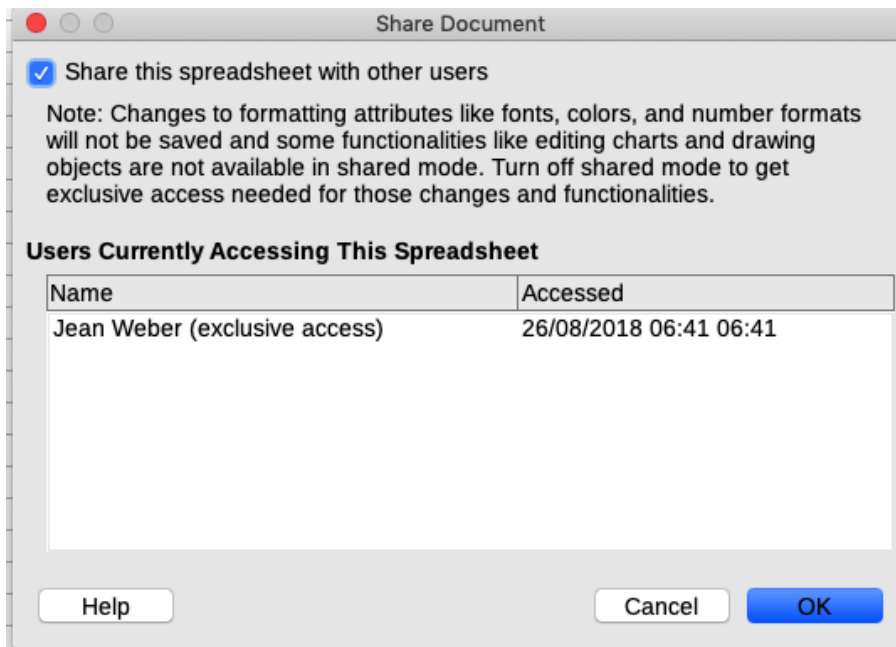 Share Document
Share this spreadsheet with other users
Note: Changes to formatting attributes like fonts, colors, and number formats
will not be saved and some functionalities like editing charts and drawing
objects are not available in shared mode. Turn off shared mode to get
exclusive access needed for those changes and functionalities.
Users Currently Accessing This Spreadsheet
Name Accessed
Jean Weber (exclusive access) 26/08/2018 06:41 06:41
Help Cancel OK